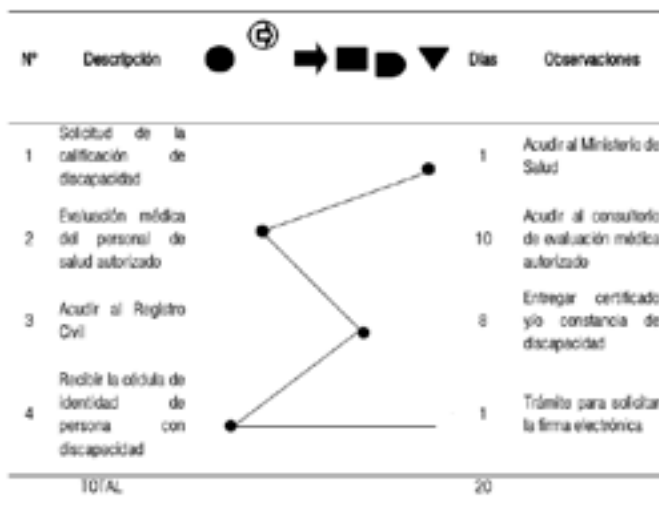 N° Descripción Días Observaciones
1
Solicitud de la
calificación de
discapacidad
1
Acudir al Ministerio de
Salud
2
Evaluación médica
del personal de
salud autorizado
10
Acudir al consultorio
de evaluación médica
autorizado
3
Acudir al Registro
Civil
8
Entregar certificado
y/o constancia de
discapacidad
4
Recibir la cédula de
identidad de
persona con
discapacidad
1
Trámite para solicitar
la firma electrónica
TOTAL 20